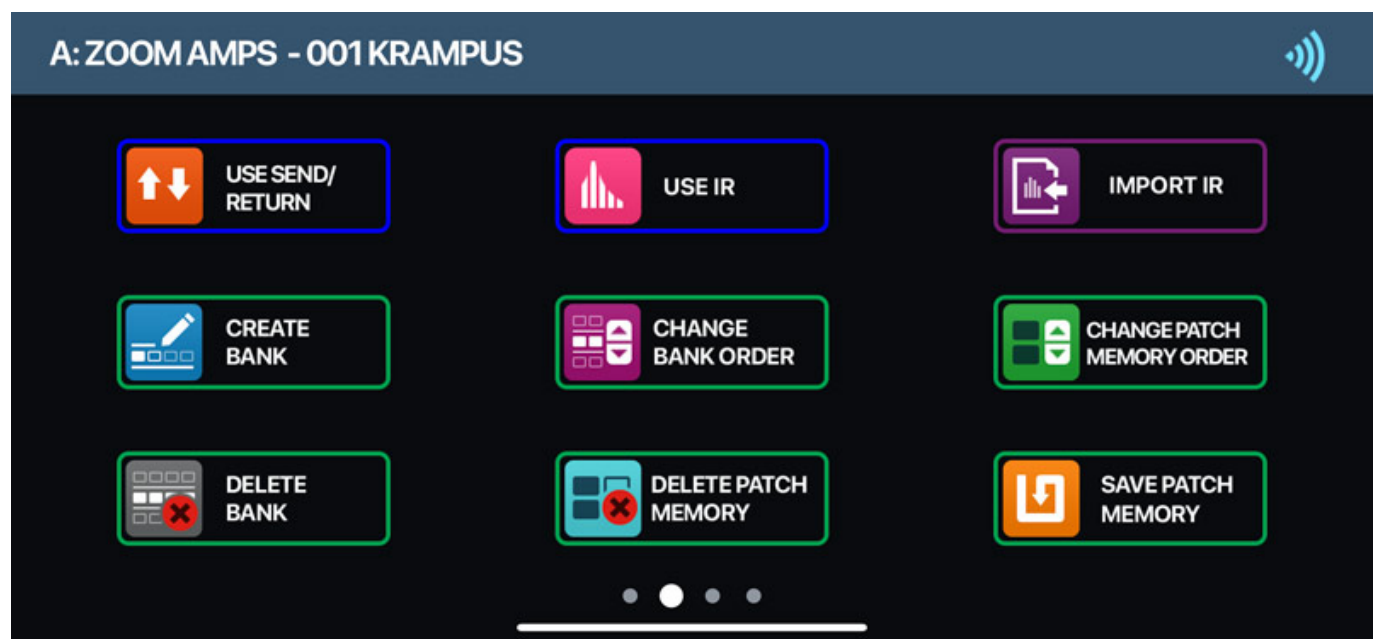 A: ZOOM AMPS - 001 KRAMPUS
USE SEND/
RETURN
USE IR
IMPORT IR
CREATE
BANK
CHANGE
BANK ORDER
CHANGE PATCH
MEMORY ORDER
DELETE
BANK
DELETE PATCH
MEMORY
SAVE PATCH
MEMORY